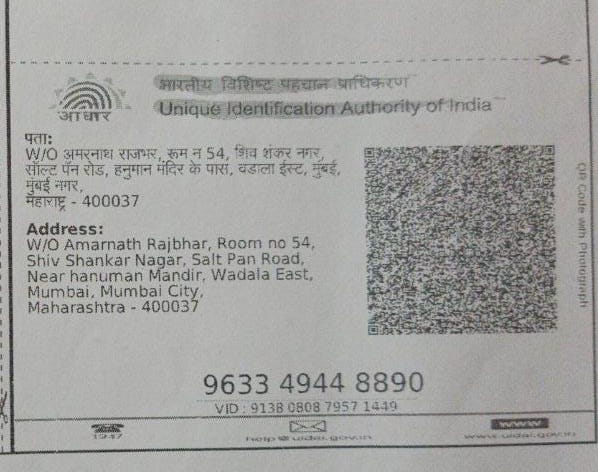 भारतीय विशिष्ट पहचान प्राधिकरण
Unique Identification Authority of India
आधार
पता:
W/O अमरनाथ राजभर, रूम न 54, शिव शंकर नगर,
सॉल्ट पॅन रोड, हनुमान मंदिर के पास, वडाला ईस्ट, मुंबई,
मुंबई नगर,
महाराष्ट्र - 400037
Address:
W/O Amarnath Rajbhar, Room no 54,
Shiv Shankar Nagar, Salt Pan Road,
Near hanuman Mandir, Wadala East,
Mumbai, Mumbai City,
Maharashtra - 400037
QR Code with Photograph
9633 4944 8890
VID : 9138 0808 7957 1449
1947
help@uidai.gov.in
www
www.uidai.gov.in